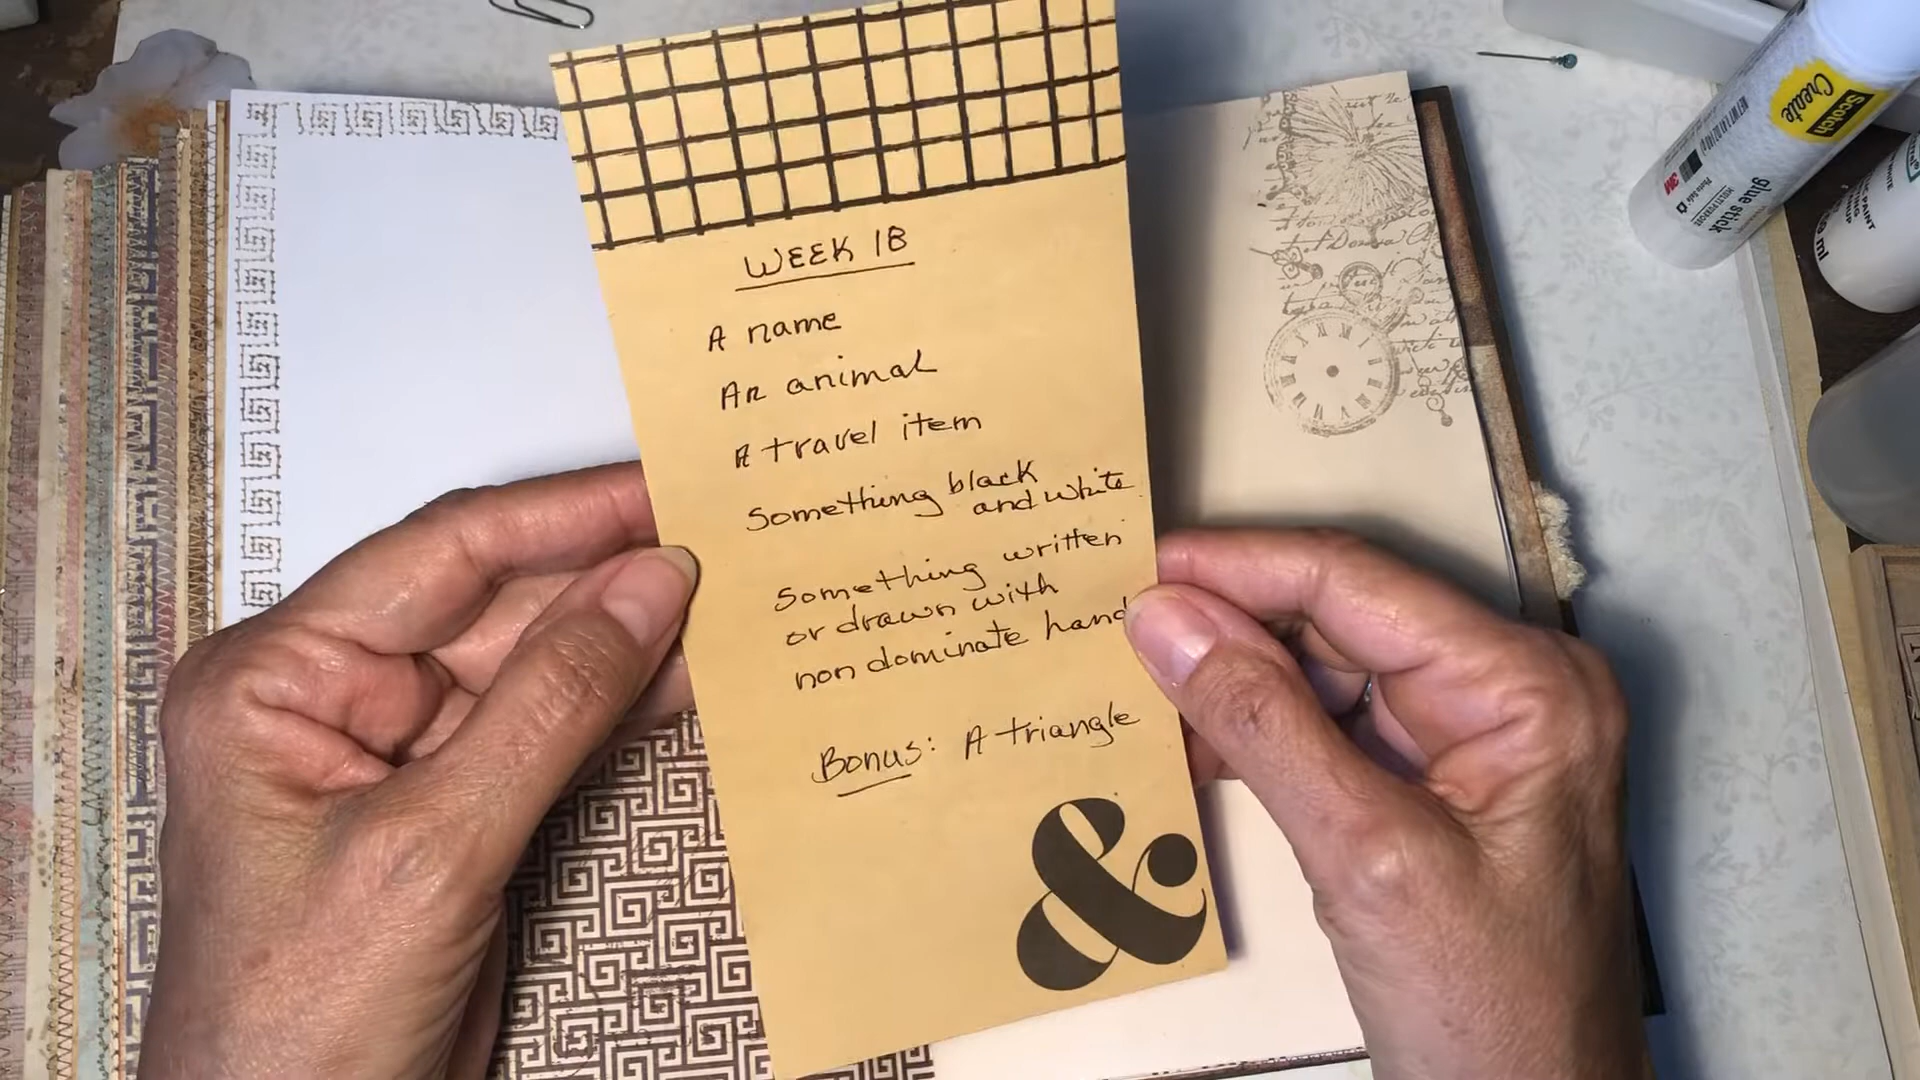 WEEK 18
A name
An animal
A travel item
Something black
and white
Something written
or drawn with
non dominate hand
Bonus: A triangle
&
Scotch
Create
glue stick
3M